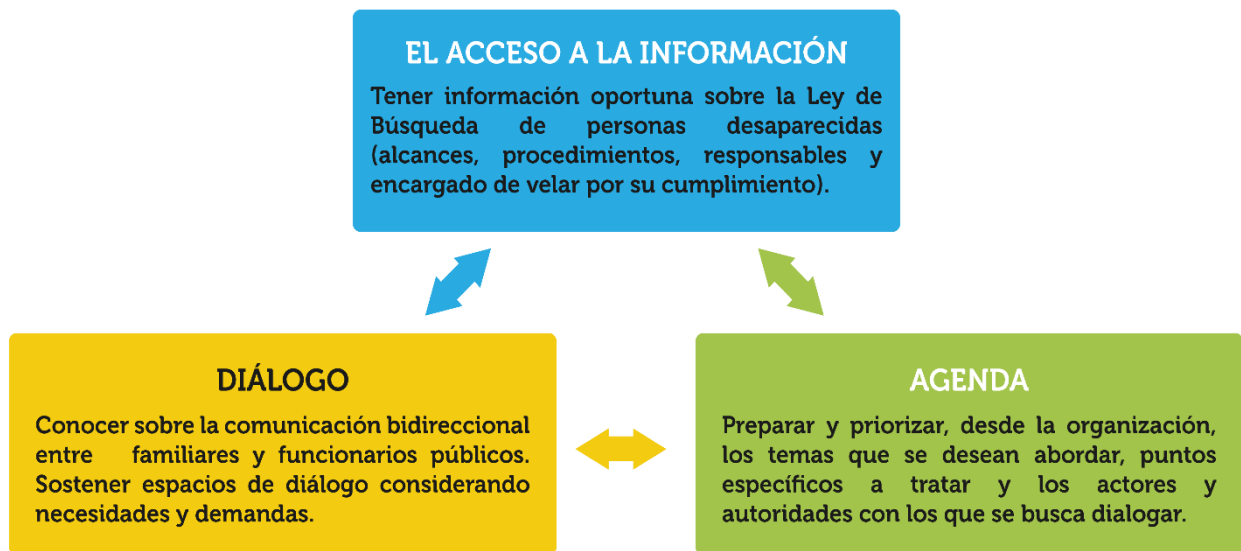 EL ACCESO A LA INFORMACIÓN
Tener información oportuna sobre la Ley de
Búsqueda de personas desaparecidas
(alcances, procedimientos, responsables y
encargado de velar por su cumplimiento).
DIÁLOGO
Conocer sobre la comunicación bidireccional
entre familiares y funcionarios públicos.
Sostener espacios de diálogo considerando
necesidades y demandas.
AGENDA
Preparar y priorizar, desde la organización,
los temas que se desean abordar, puntos
específicos a tratar y los actores y
autoridades con los que se busca dialogar.